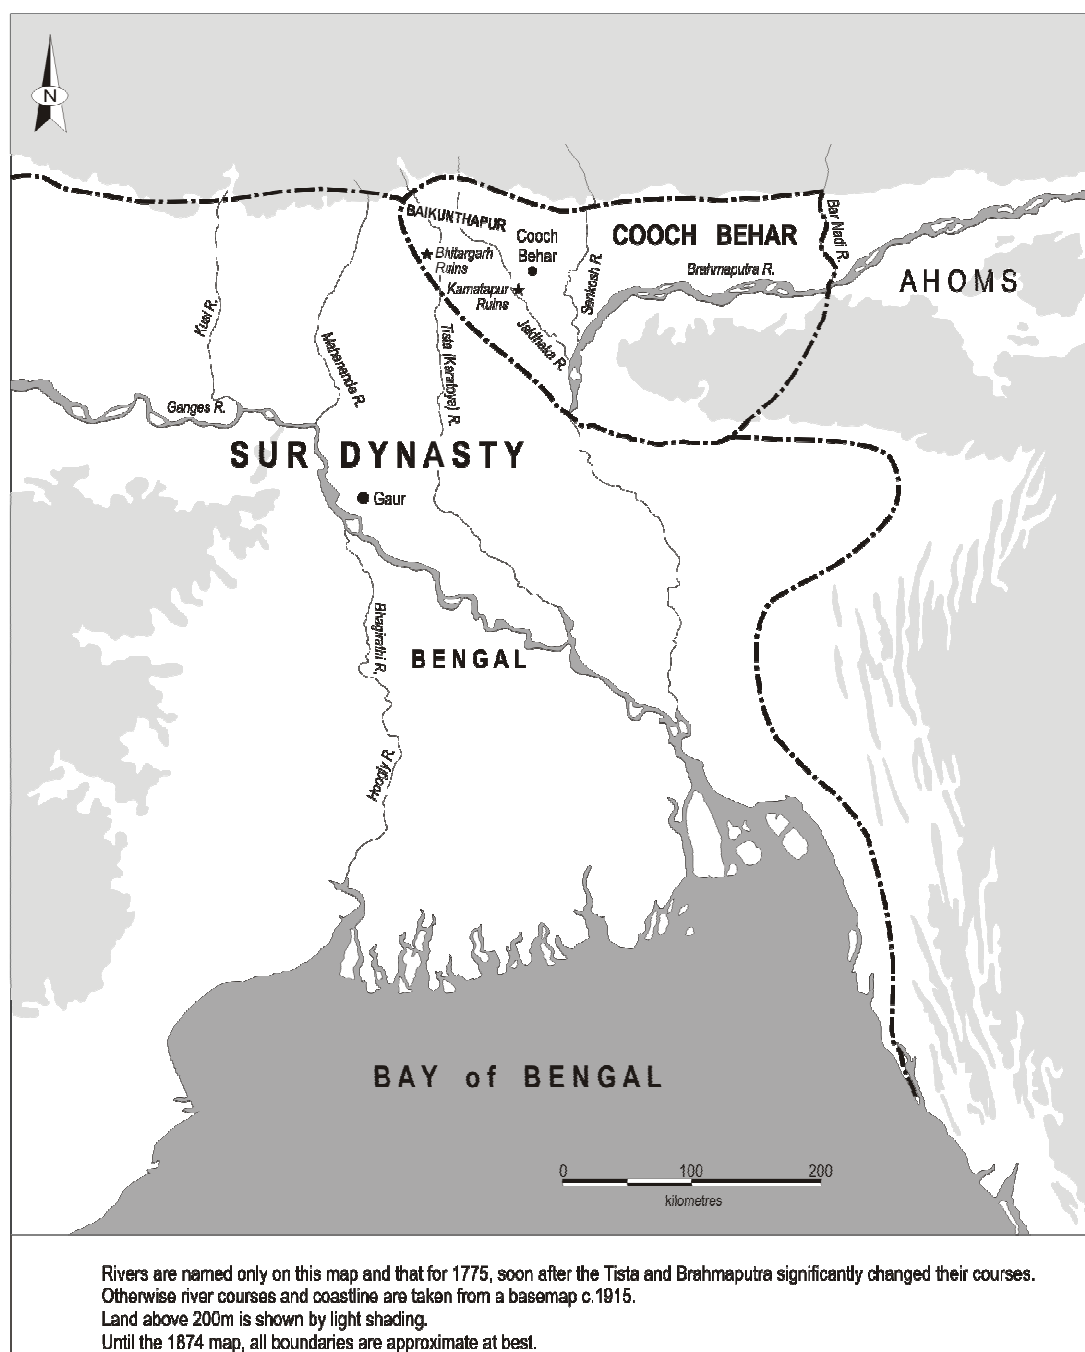 N
BAIKUNTHAPUR
Cooch
Behar
COOCH BEHAR
Bar Nadi R.
Bhitargarh
Ruins
Brahmaputra R.
AHOMS
Kamatapur
Ruins
Sankosh R.
Jaldhaka R.
Kusi R.
Mahananda R.
Tista (Karatoya) R.
Ganges R.
SUR DYNASTY
Gaur
Bhagirathi R.
BENGAL
Hoogly R.
BAY of BENGAL
0 100 200
kilometres
Rivers are named only on this map and that for 1775, soon after the Tista and Brahmaputra significantly changed their courses.
Otherwise river courses and coastline are taken from a basemap c.1915.
Land above 200m is shown by light shading.
Until the 1874 map, all boundaries are approximate at best.